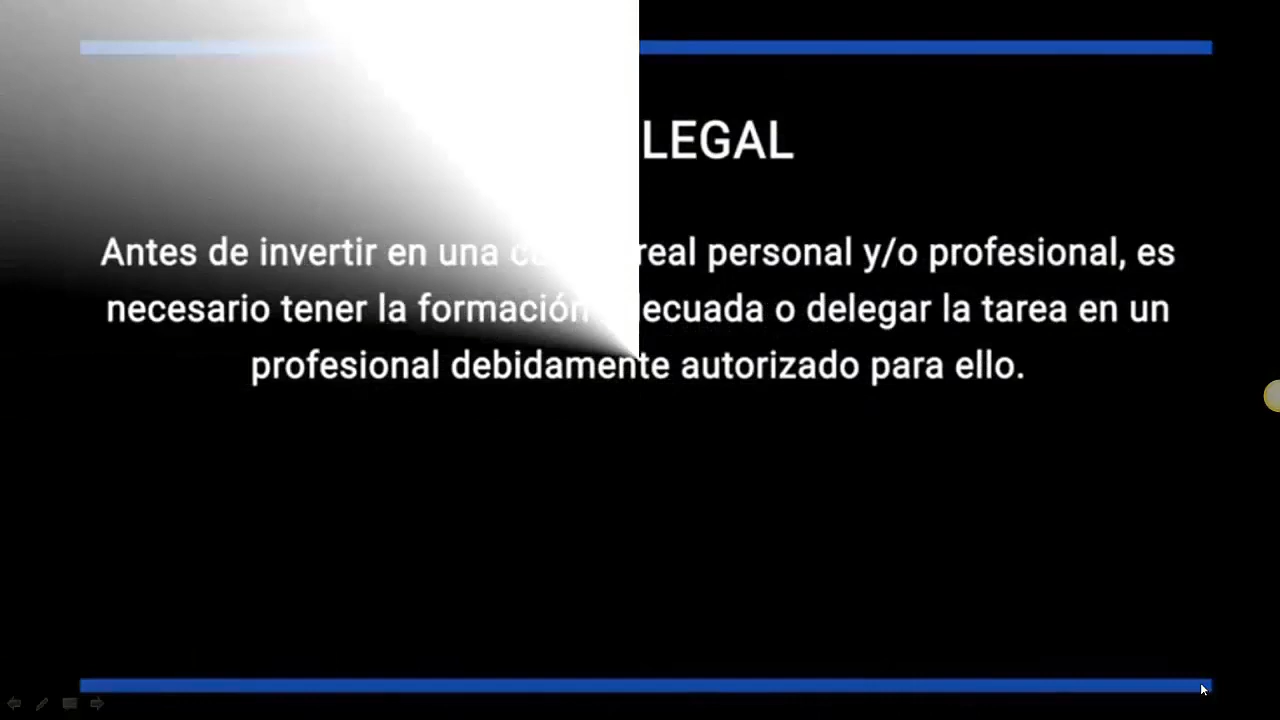 LEGAL
Antes de invertir en una real personal y/o profesional, es
necesario tener la formación adecuada o delegar la tarea en un
profesional debidamente autorizado para ello.